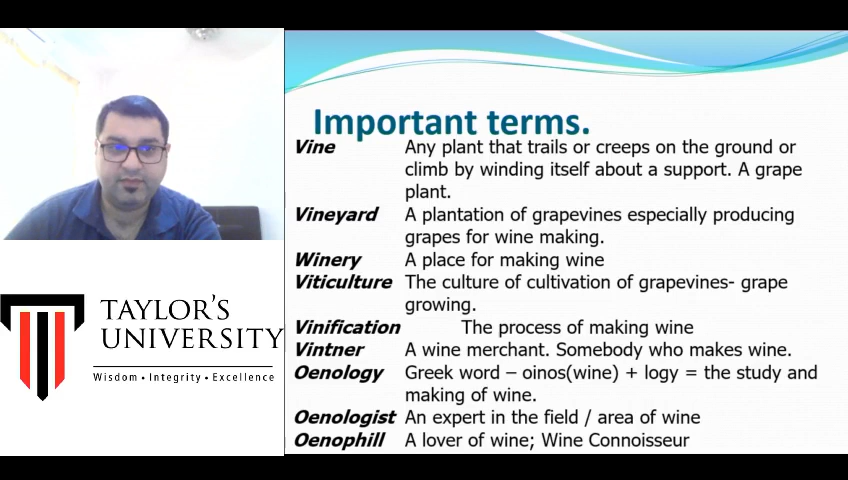 Important terms.
Vine Any plant that trails or creeps on the ground or
climb by winding itself about a support. A grape
plant.
Vineyard A plantation of grapevines especially producing
grapes for wine making.
Winery A place for making wine
Viticulture The culture of cultivation of grapevines- grape
growing.
Vinification The process of making wine
Vintner A wine merchant. Somebody who makes wine.
Oenology Greek word – oinos(wine) + logy = the study and
making of wine.
Oenologist An expert in the field / area of wine
Oenophill A lover of wine; Wine Connoisseur
TAYLOR'S
UNIVERSITY
Wisdom • Integrity • Excellence